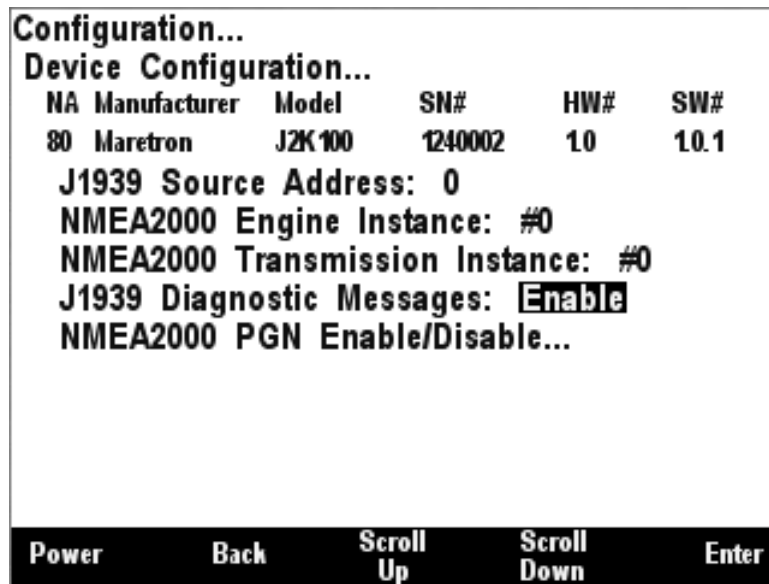 Configuration...
Device Configuration...
NA Manufacturer Model SN# HW# SW#
80 Maretron J2K100 1240002 1.0 1.0.1
J1939 Source Address: 0
NMEA2000 Engine Instance: #0
NMEA2000 Transmission Instance: #0
J1939 Diagnostic Messages: Enable
NMEA2000 PGN Enable/Disable...
Power Back Scroll Up Scroll Down Enter